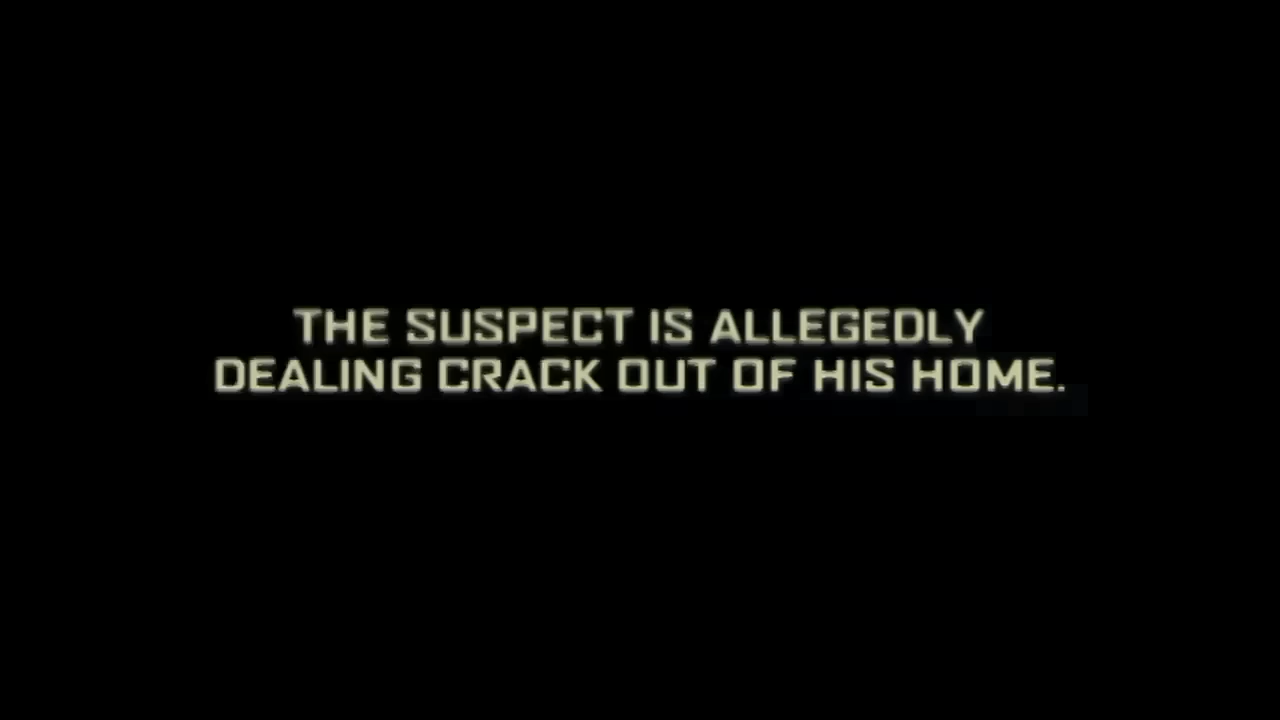 THE SUSPECT IS ALLEGEDLY
DEALING CRACK OUT OF HIS HOME.